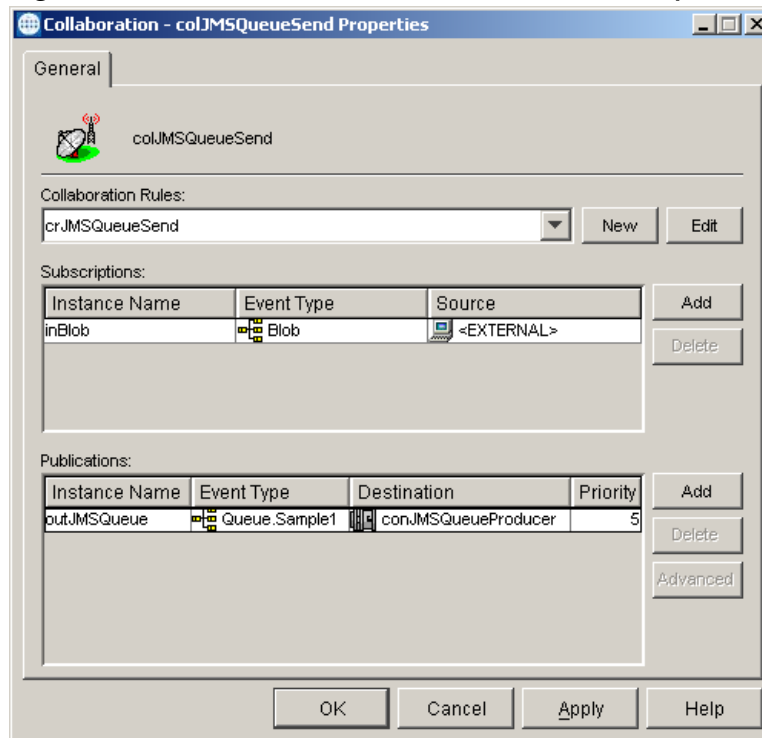 Collaboration - colJMSQueueSend Properties
General
colJMSQueueSend
Collaboration Rules:
crJMSQueueSend New Edit
Subscriptions:
Instance Name Event Type Source Add
inBlob Blob <EXTERNAL>
Delete
Publications:
Instance Name Event Type Destination Priority Add
outJMSQueue Queue.Sample1 conJMSQueueProducer 5
Delete
Advanced
OK Cancel Apply Help